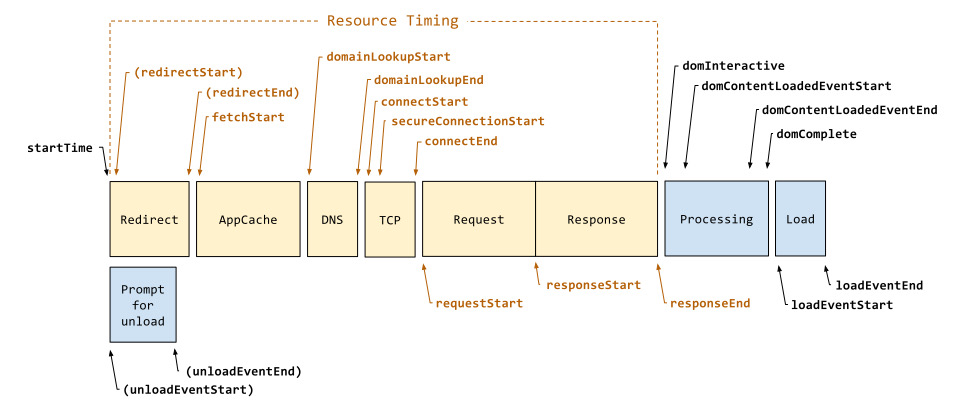 Resource Timing
domainLookupStart
(redirectStart)
domInteractive
domainLookupEnd
domContentLoadedEventStart
(redirectEnd)
connectStart
domContentLoadedEventEnd
fetchStart
secureConnectionStart
domComplete
connectEnd
startTime
Redirect
AppCache
DNS
TCP
Request
Response
Processing
Load
Prompt
for
unload
responseStart
loadEventEnd
requestStart
responseEnd
loadEventStart
(unloadEventEnd)
(unloadEventStart)